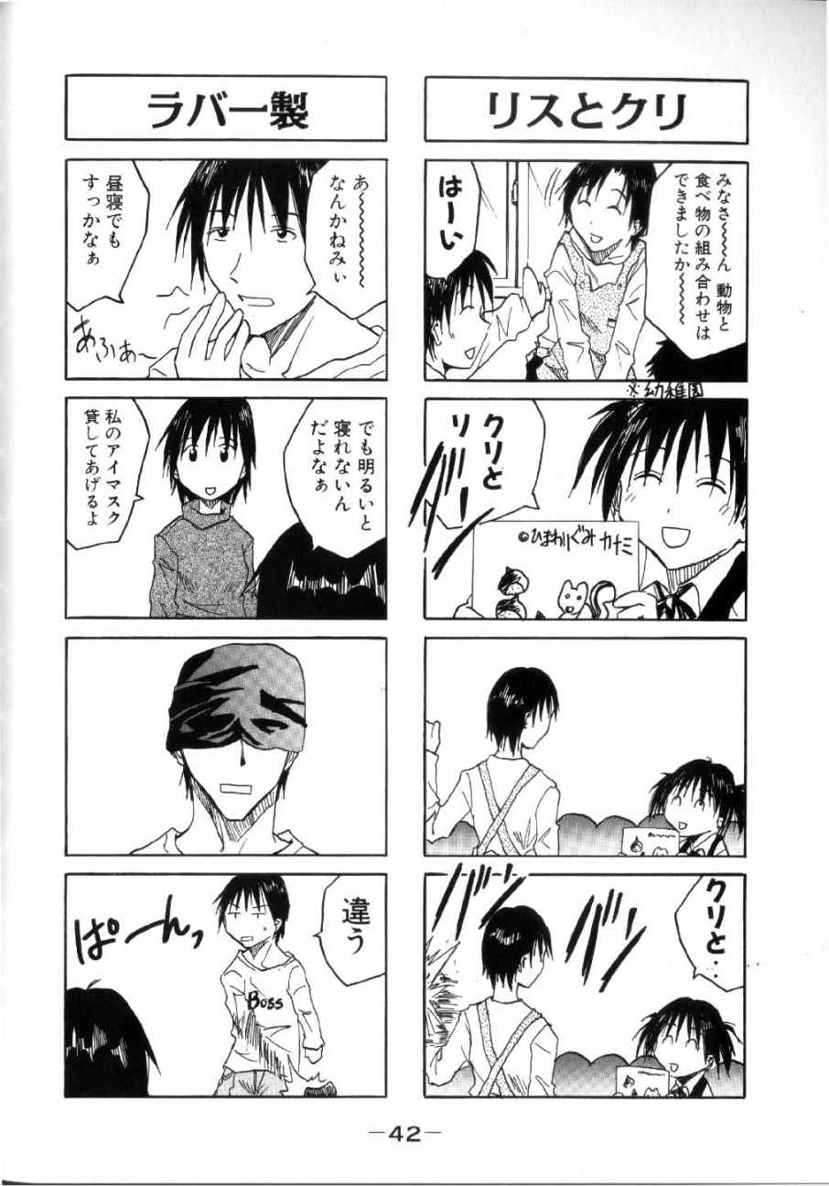 リスとクリ
みなさ～～～ん 動物と
食べ物の組み合わせは
できましたか～～～～
はーい
※幼稚園
クリと
リ
©ひまわりぐみ カナミ
クリと‥
ラバー製
あ～～～～～～
なんかねみぃ
昼寝でも
すっかなぁ
あふぁ～
でも明るいと
寝れないん
だよなぁ
私のアイマスク
貸してあげるよ
違う
ぱーんっ
Boss
－42－